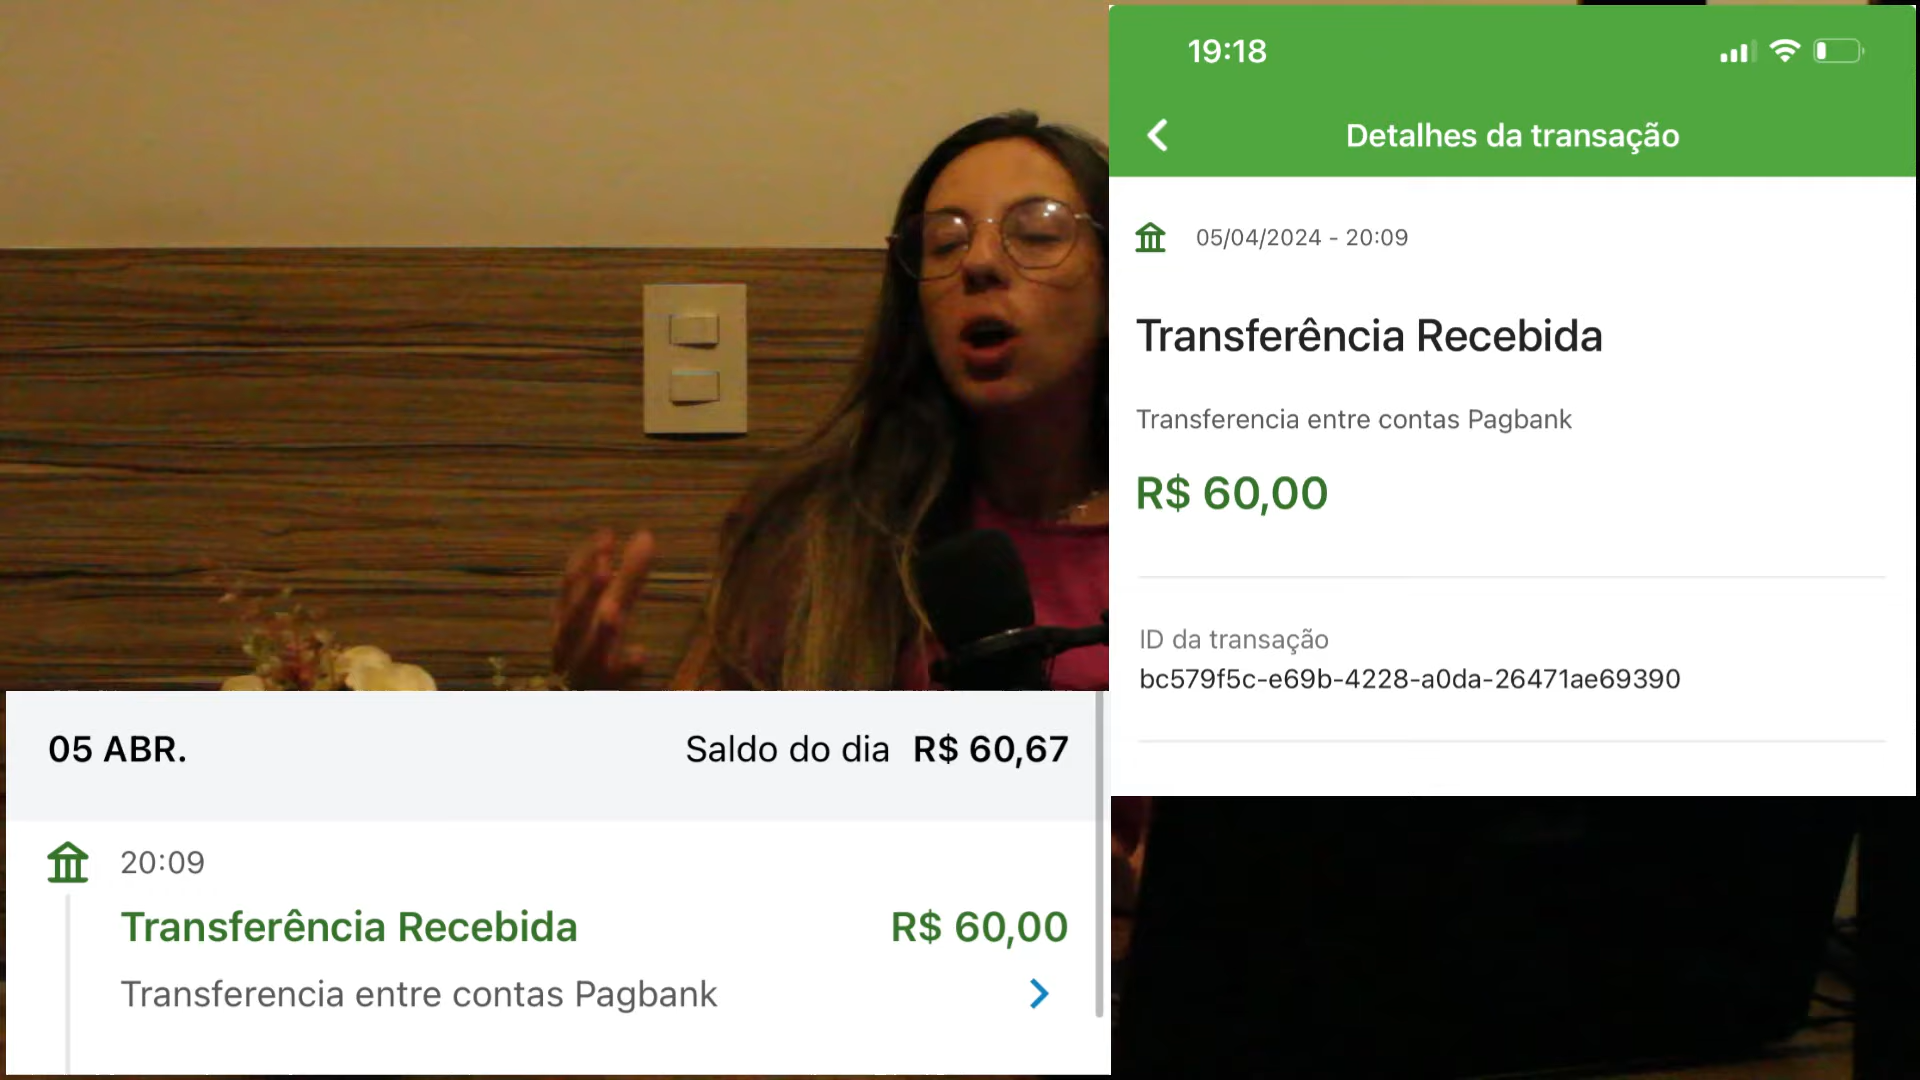 19:18
Detalhes da transação
05/04/2024 - 20:09
Transferência Recebida
Transferencia entre contas Pagbank
R$ 60,00
ID da transação
bc579f5c-e69b-4228-a0da-26471ae69390
05 ABR.
Saldo do dia R$ 60,67
20:09
Transferência Recebida R$ 60,00
Transferencia entre contas Pagbank